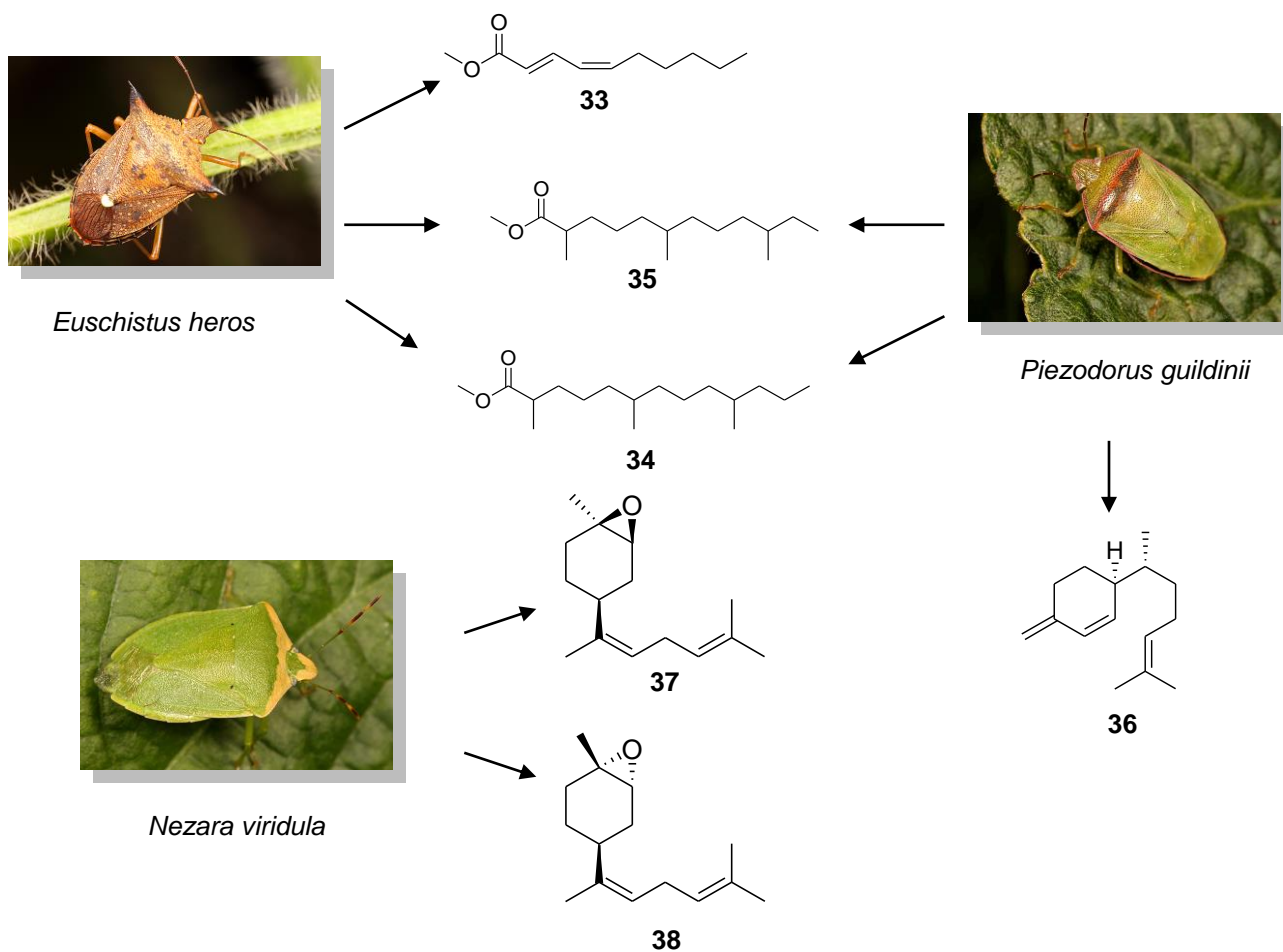 O
O
33
O
O
35
Euschistus heros
Piezodorus guildinii
O
O
34
O
37
H
36
Nezara viridula
O
38